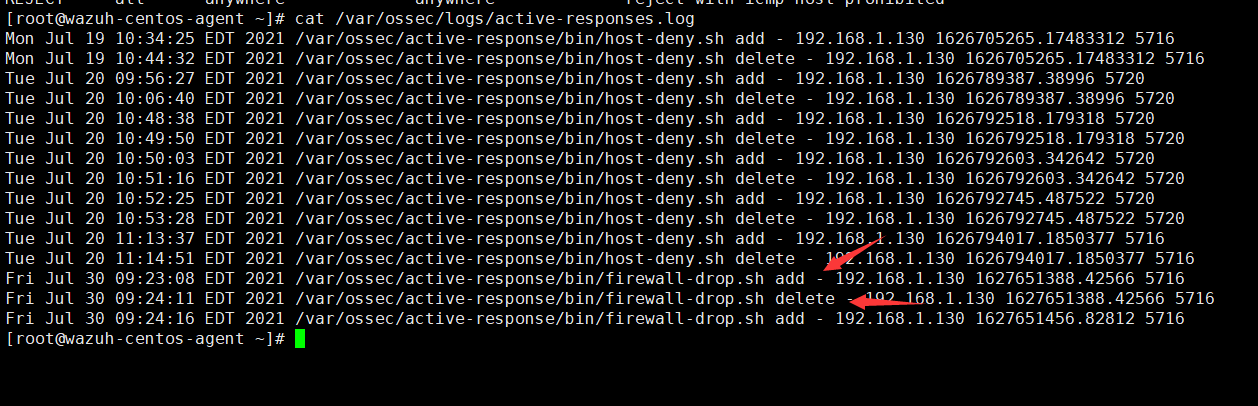 REJECT     all  --  anywhere             anywhere             reject-with icmp-host-prohibited
[root@wazuh-centos-agent ~]# cat /var/ossec/logs/active-responses.log
Mon Jul 19 10:34:25 EDT 2021 /var/ossec/active-response/bin/host-deny.sh add - 192.168.1.130 1626705265.17483312 5716
Mon Jul 19 10:44:32 EDT 2021 /var/ossec/active-response/bin/host-deny.sh delete - 192.168.1.130 1626705265.17483312 5716
Tue Jul 20 09:56:27 EDT 2021 /var/ossec/active-response/bin/host-deny.sh add - 192.168.1.130 1626789387.38996 5720
Tue Jul 20 10:06:40 EDT 2021 /var/ossec/active-response/bin/host-deny.sh delete - 192.168.1.130 1626789387.38996 5720
Tue Jul 20 10:48:38 EDT 2021 /var/ossec/active-response/bin/host-deny.sh add - 192.168.1.130 1626792518.179318 5720
Tue Jul 20 10:49:50 EDT 2021 /var/ossec/active-response/bin/host-deny.sh delete - 192.168.1.130 1626792518.179318 5720
Tue Jul 20 10:50:03 EDT 2021 /var/ossec/active-response/bin/host-deny.sh add - 192.168.1.130 1626792603.342642 5720
Tue Jul 20 10:51:16 EDT 2021 /var/ossec/active-response/bin/host-deny.sh delete - 192.168.1.130 1626792603.342642 5720
Tue Jul 20 10:52:25 EDT 2021 /var/ossec/active-response/bin/host-deny.sh add - 192.168.1.130 1626792745.487522 5720
Tue Jul 20 10:53:28 EDT 2021 /var/ossec/active-response/bin/host-deny.sh delete - 192.168.1.130 1626792745.487522 5720
Tue Jul 20 11:13:37 EDT 2021 /var/ossec/active-response/bin/host-deny.sh add - 192.168.1.130 1626794017.1850377 5716
Tue Jul 20 11:14:51 EDT 2021 /var/ossec/active-response/bin/host-deny.sh delete - 192.168.1.130 1626794017.1850377 5716
Fri Jul 30 09:23:08 EDT 2021 /var/ossec/active-response/bin/firewall-drop.sh add - 192.168.1.130 1627651388.42566 5716
Fri Jul 30 09:24:11 EDT 2021 /var/ossec/active-response/bin/firewall-drop.sh delete - 192.168.1.130 1627651388.42566 5716
Fri Jul 30 09:24:16 EDT 2021 /var/ossec/active-response/bin/firewall-drop.sh add - 192.168.1.130 1627651456.82812 5716
[root@wazuh-centos-agent ~]#